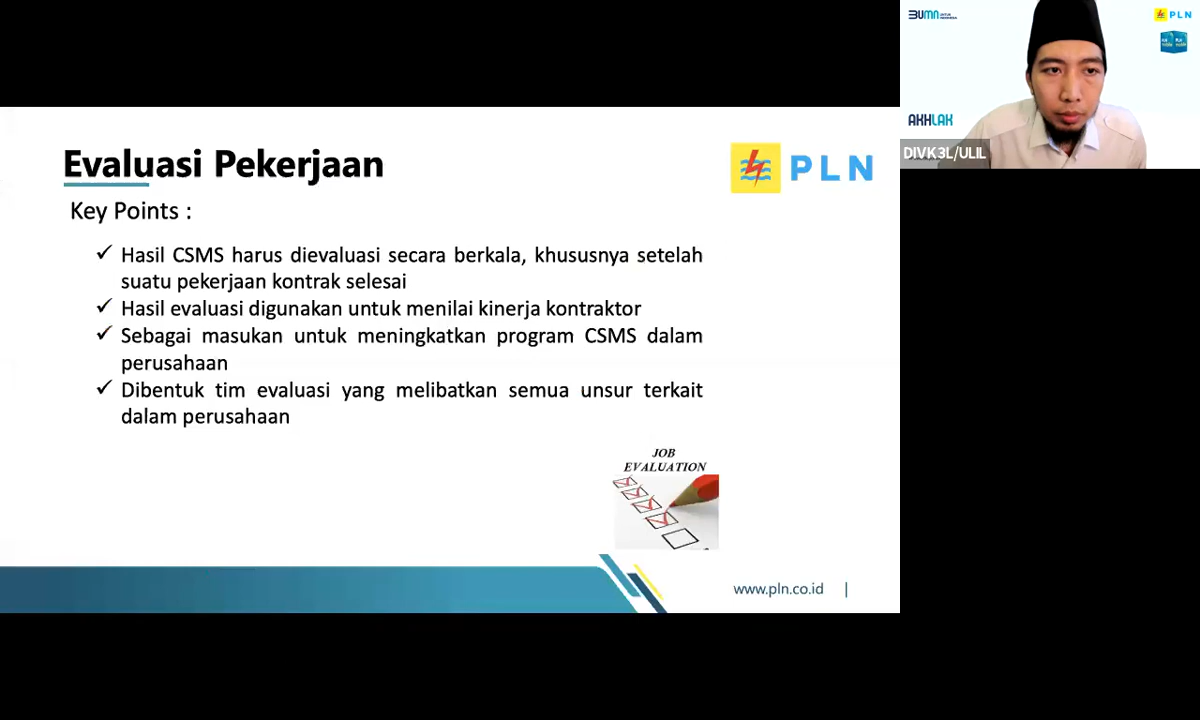 Evaluasi Pekerjaan
PLN
Key Points :
✓ Hasil CSMS harus dievaluasi secara berkala, khususnya setelah
suatu pekerjaan kontrak selesai
✓ Hasil evaluasi digunakan untuk menilai kinerja kontraktor
✓ Sebagai masukan untuk meningkatkan program CSMS dalam
perusahaan
✓ Dibentuk tim evaluasi yang melibatkan semua unsur terkait
dalam perusahaan
JOB
EVALUATION
www.pln.co.id |
BUMN
PLN
AKHLAK
DIVK3L/ULIL